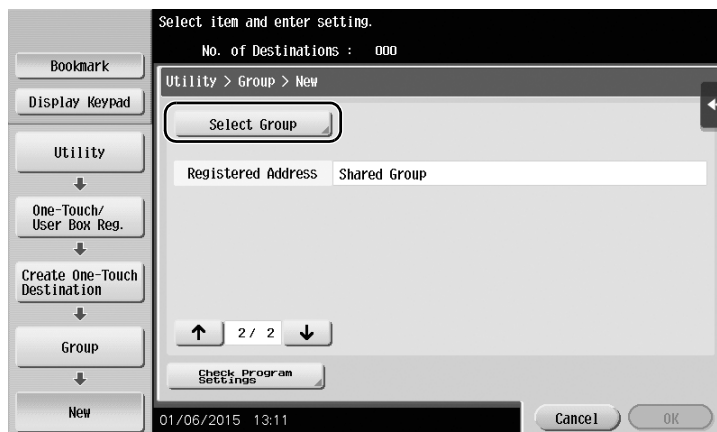 Select item and enter setting.
No. of Destinations : 000
Bookmark
Display Keypad
Utility
One-Touch/
User Box Reg.
Create One-Touch
Destination
Group
New
Utility > Group > New
Select Group
Registered Address Shared Group
2/ 2
Check Program
Settings
01/06/2015 13:11
Cancel
OK